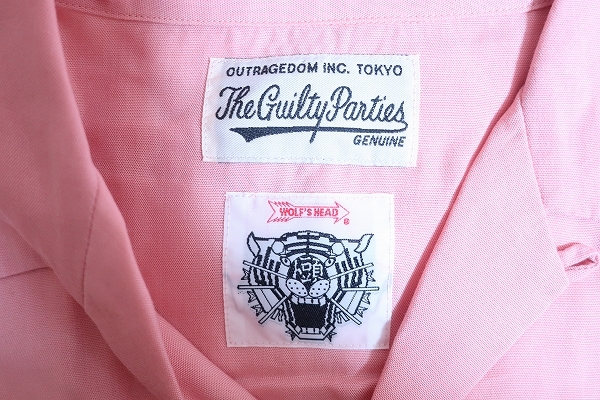 OUTRAGEDOM INC. TOKYO
The Guilty Parties
GENUINE
WOLF'S HEAD
®